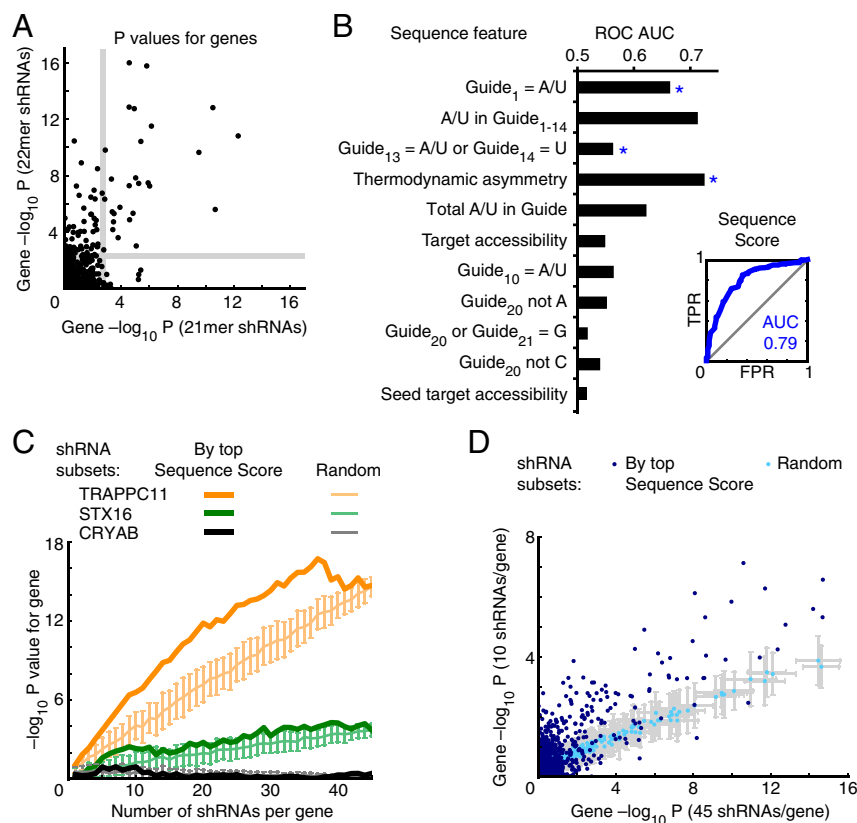 A
P values for genes
Gene –log10 P (22mer shRNAs)
16
12
8
4
0
0 4 8 12 16
Gene –log10 P (21mer shRNAs)
B
Sequence feature
ROC AUC
0.5 0.6 0.7
Guide1 = A/U *
A/U in Guide1-14
Guide13 = A/U or Guide14 = U *
Thermodynamic asymmetry *
Total A/U in Guide
Target accessibility
Guide10 = A/U
Guide20 not A
Guide20 or Guide21 = G
Guide20 not C
Seed target accessibility
Sequence
Score
1
TPR
AUC
0.79
0 FPR 1
C
shRNA subsets:
By top Sequence Score
Random
TRAPPC11
STX16
CRYAB
–log10 P value for gene
18
12
6
0
0 10 20 30 40
Number of shRNAs per gene
D
shRNA subsets:
By top Sequence Score
Random
Gene –log10 P (10 shRNAs/gene)
8
4
0
0 4 8 12 16
Gene –log10 P (45 shRNAs/gene)